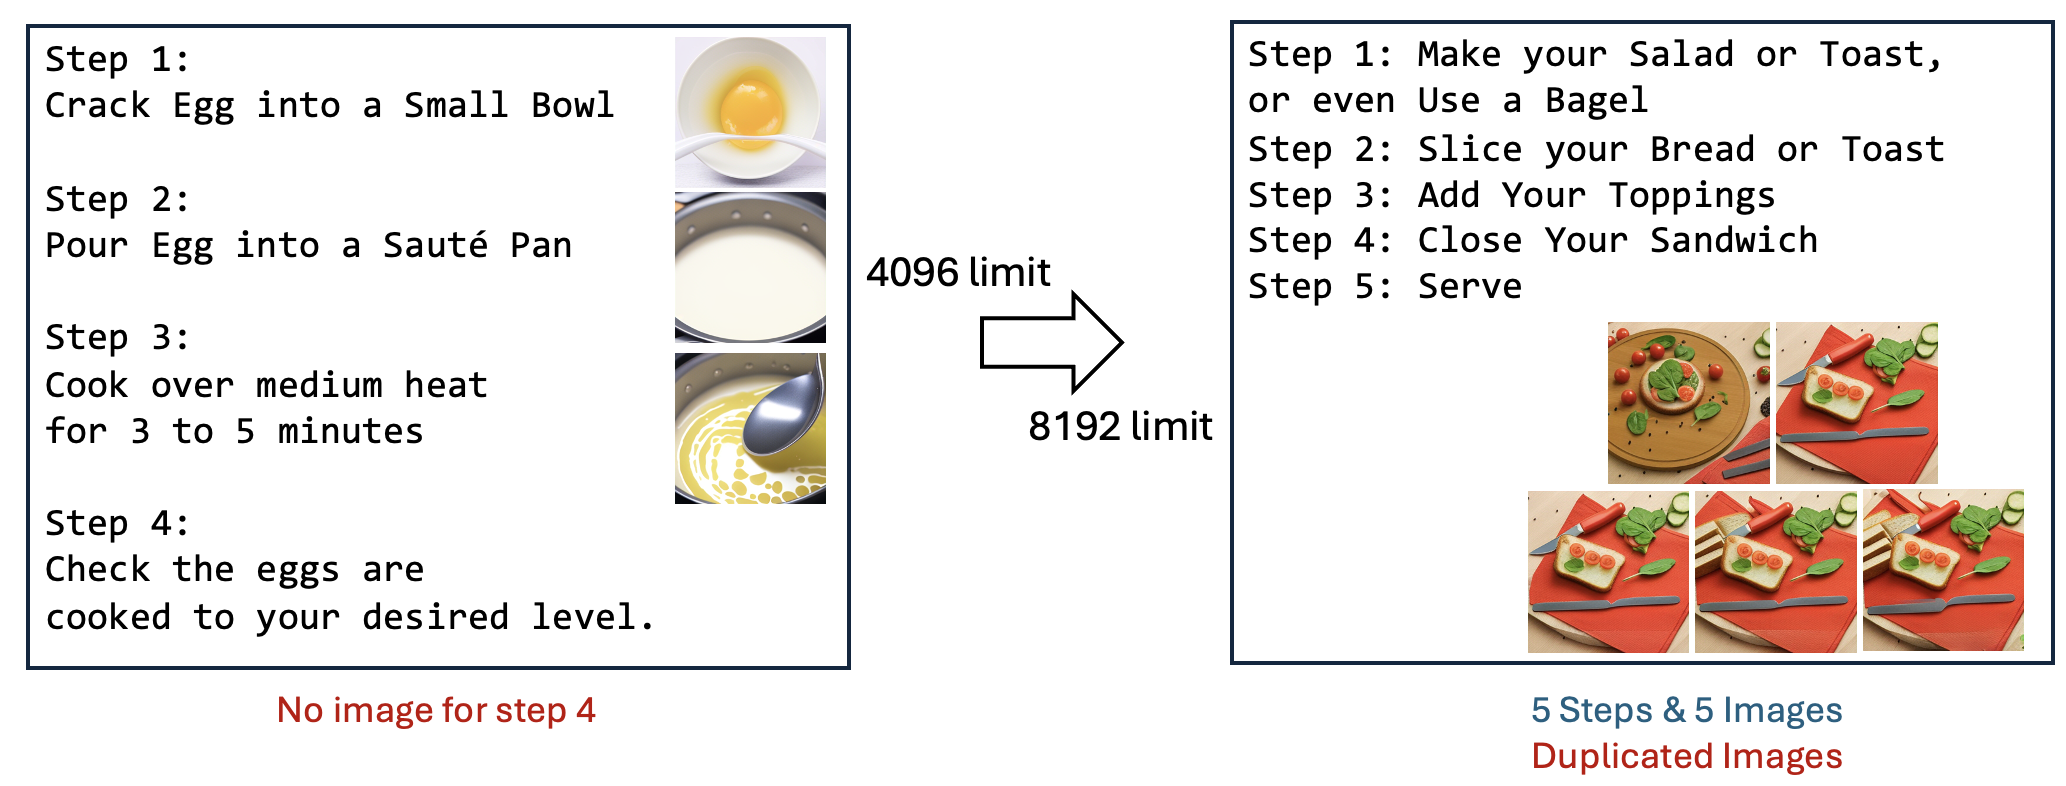 Step 1:
Crack Egg into a Small Bowl
Step 2:
Pour Egg into a Sauté Pan
Step 3:
Cook over medium heat
for 3 to 5 minutes
Step 4:
Check the eggs are
cooked to your desired level.
No image for step 4
4096 limit
8192 limit
Step 1: Make your Salad or Toast,
or even Use a Bagel
Step 2: Slice your Bread or Toast
Step 3: Add Your Toppings
Step 4: Close Your Sandwich
Step 5: Serve
5 Steps & 5 Images
Duplicated Images